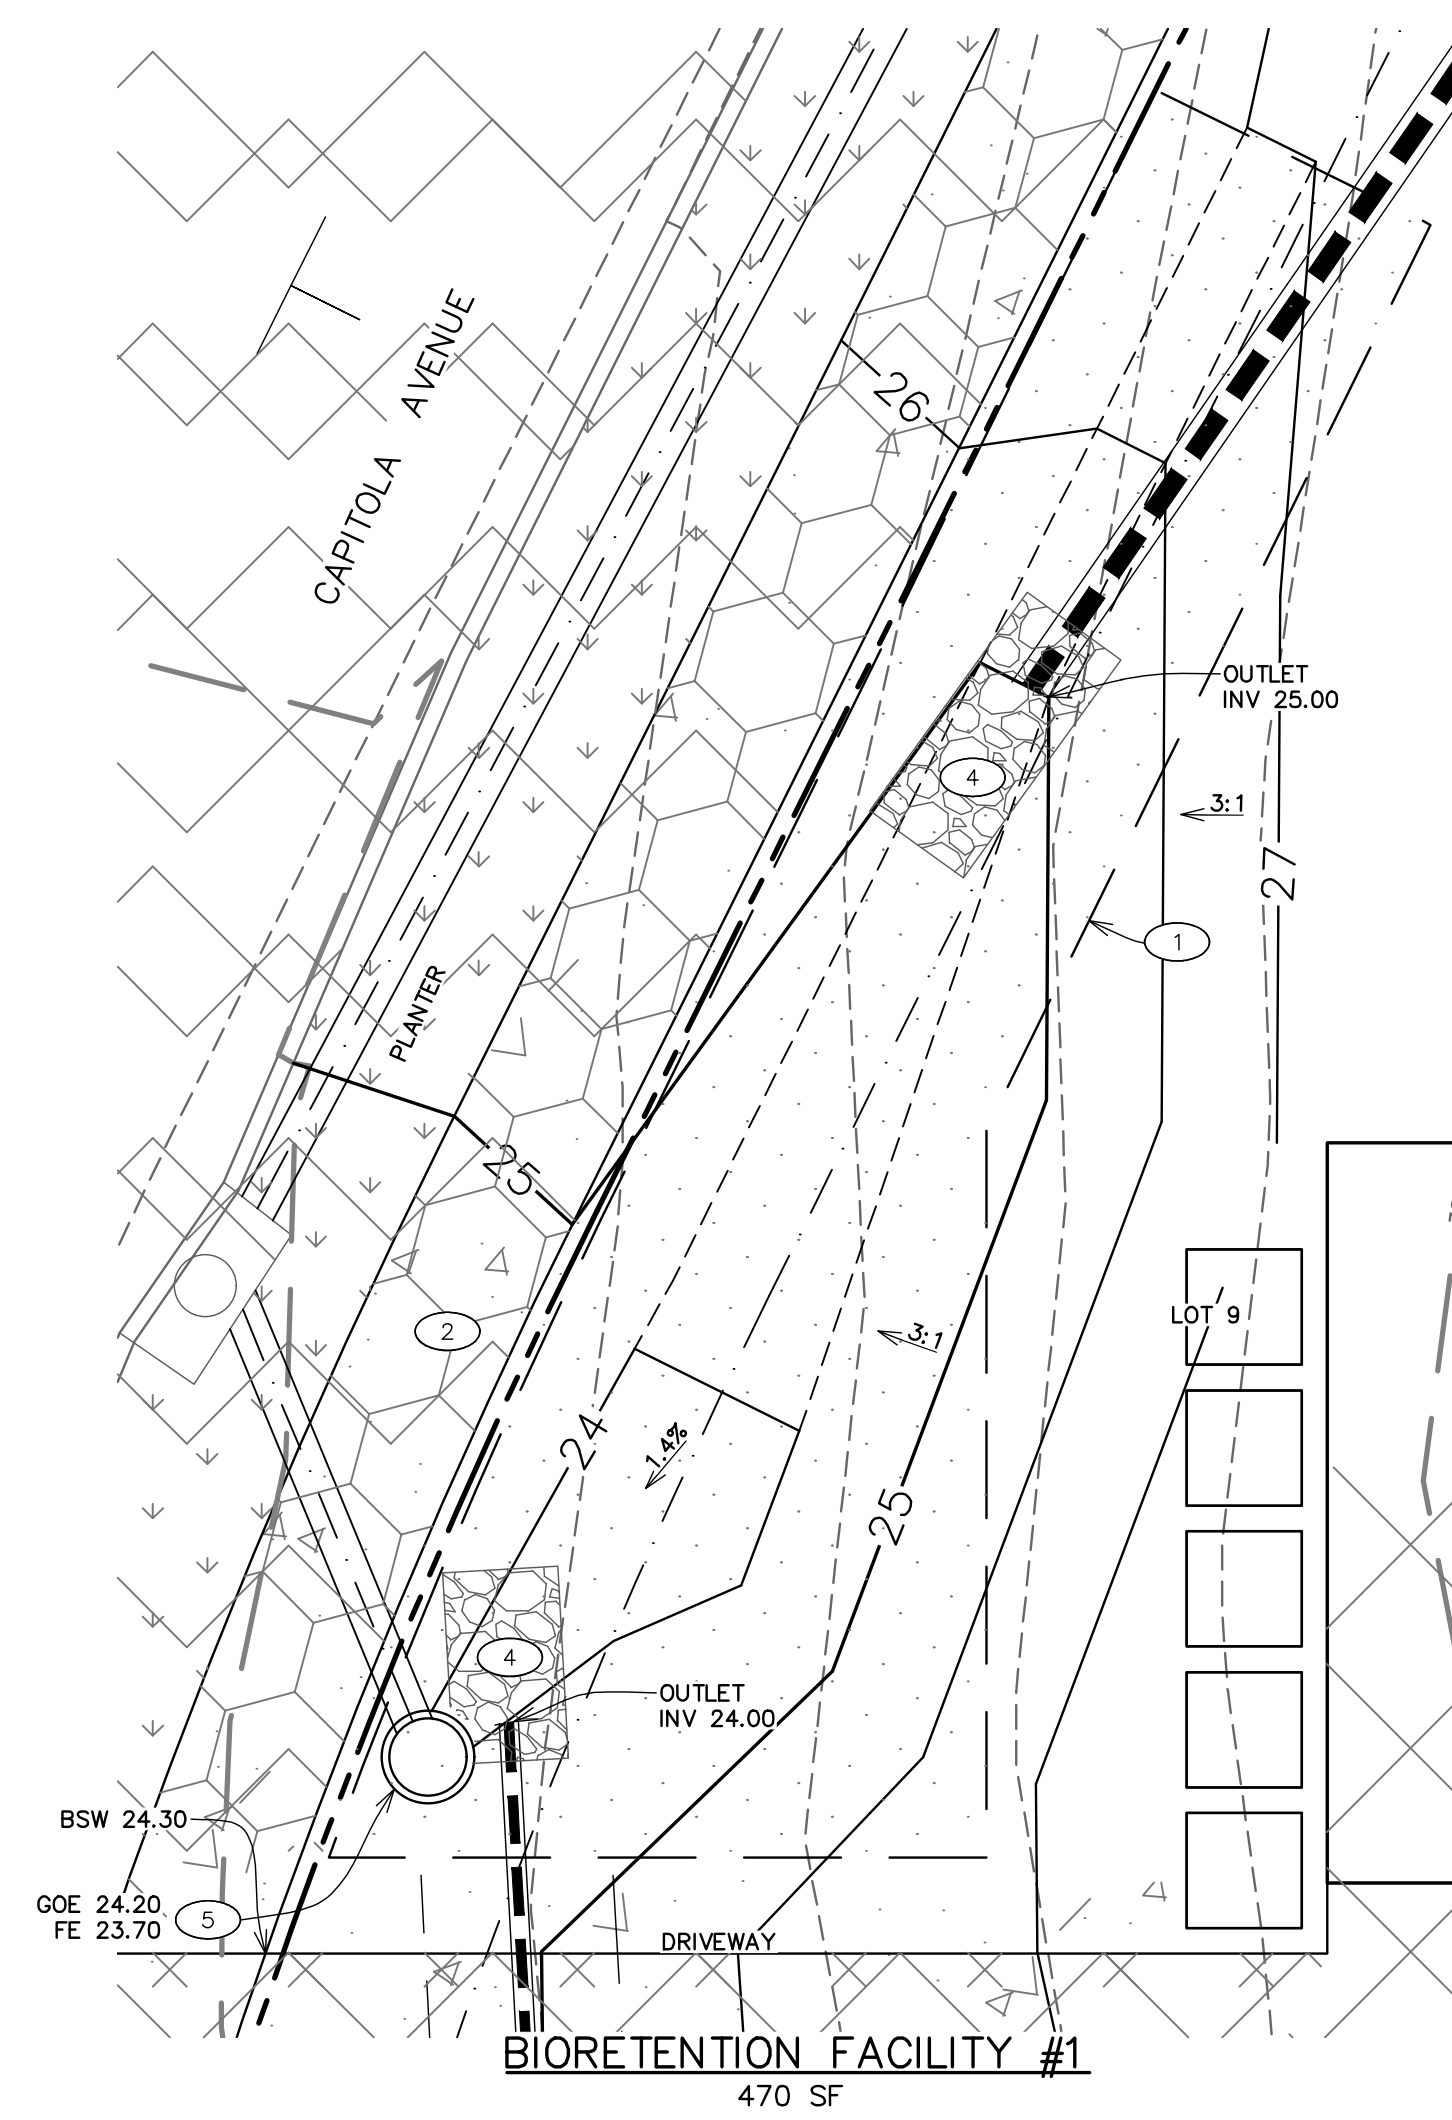 CAPITOLA AVENUE
26
OUTLET
INV 25.00
4
3:1
27
1
PLANTER
25
2
3:1
LOT 9
24
1.4%
25
4
OUTLET
INV 24.00
BSW 24.30
GOE 24.20
FE 23.70
5
DRIVEWAY
BIORETENTION FACILITY #1
470 SF